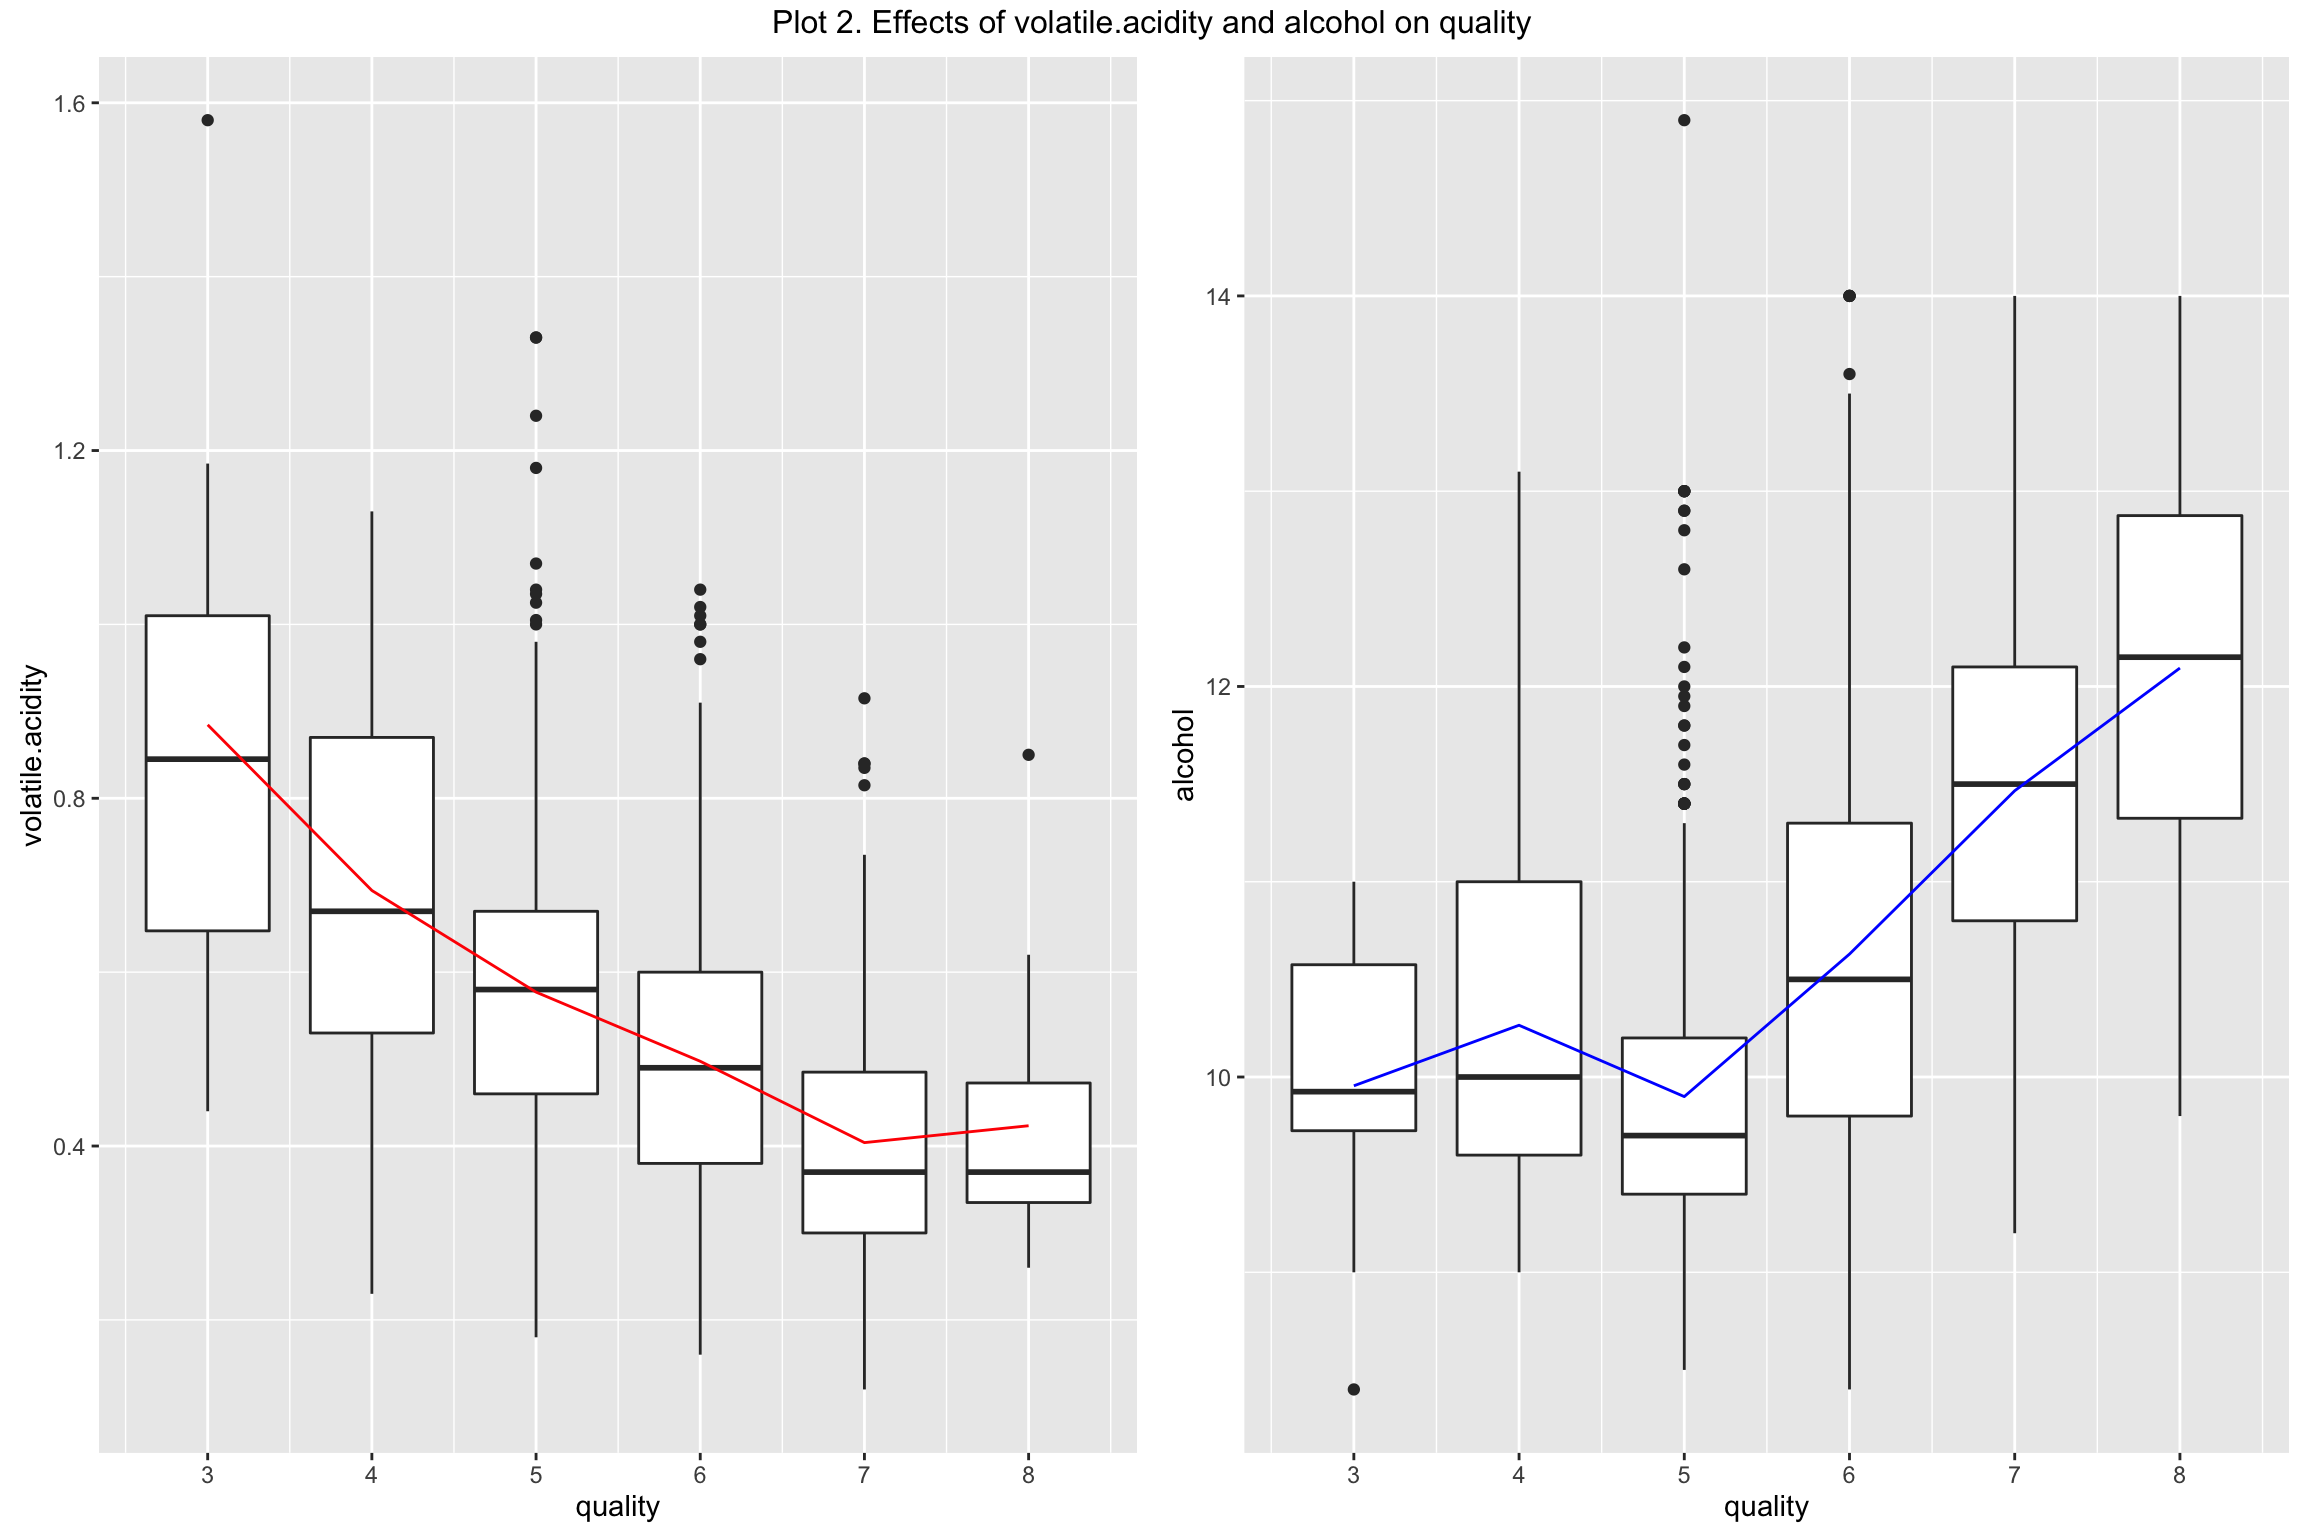 Plot 2. Effects of volatile.acidity and alcohol on quality
volatile.acidity
1.6
1.2
0.8
0.4
3 4 5 6 7 8
quality
alcohol
14
12
10
3 4 5 6 7 8
quality